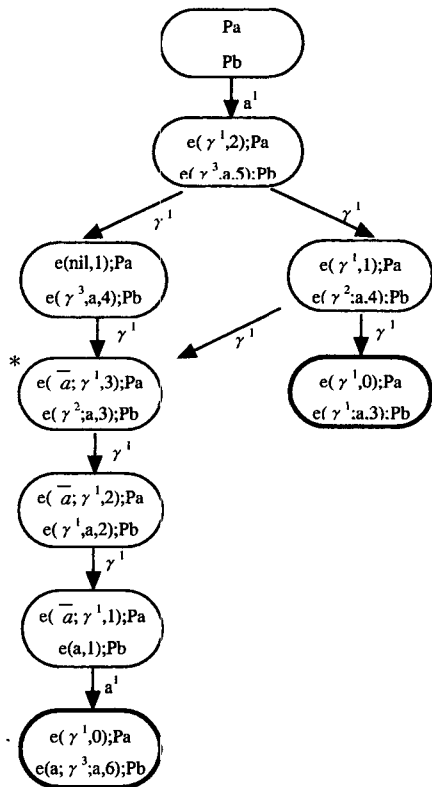 Pa
Pb
a¹
e(γ¹,2);Pa
e(γ³.a.5);Pb
γ¹
γ¹
e(nil,1);Pa
e(γ³,a,4);Pb
e(γ¹,1);Pa
e(γ²;a.4);Pb
γ¹
γ¹
γ¹
*
e(a̅;γ¹,3);Pa
e(γ²;a,3);Pb
e(γ¹,0);Pa
e(γ¹;a.3);Pb
γ¹
e(a̅;γ¹,2);Pa
e(γ¹,a,2);Pb
γ¹
e(a̅;γ¹,1);Pa
e(a,1);Pb
a¹
e(γ¹,0);Pa
e(a;γ³;a,6);Pb